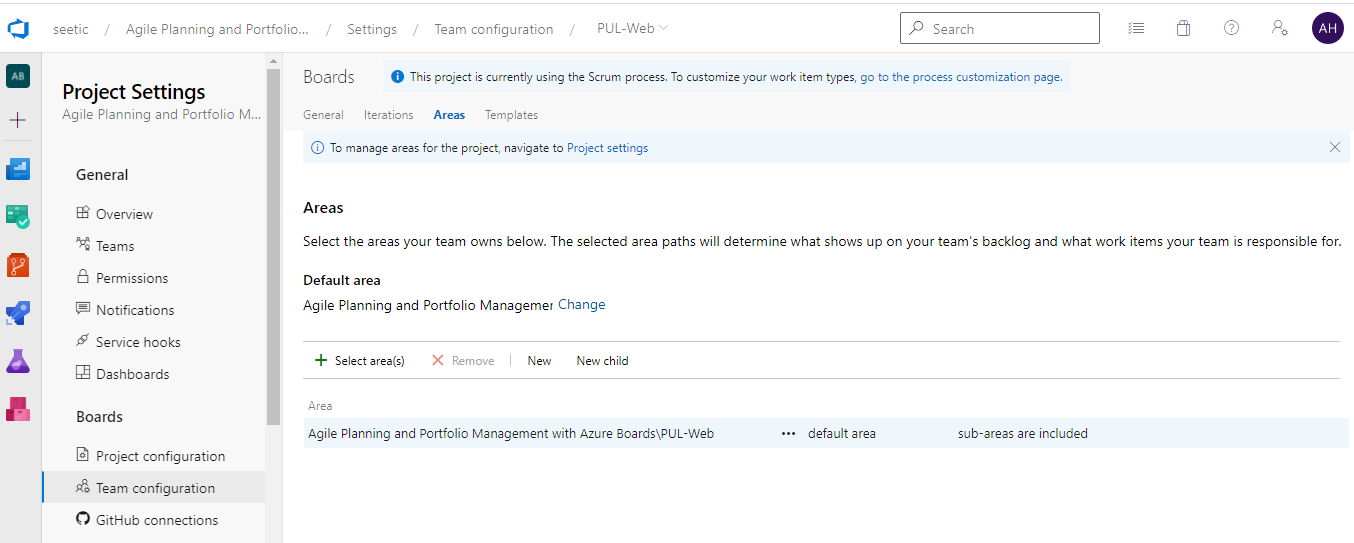 seetic / Agile Planning and Portfolio... / Settings / Team configuration / PUL-Web
Search
AH
AB
Project Settings
Agile Planning and Portfolio M...
General
Overview
Teams
Permissions
Notifications
Service hooks
Dashboards
Boards
Project configuration
Team configuration
GitHub connections
Boards
This project is currently using the Scrum process. To customize your work item types, go to the process customization page.
General Iterations Areas Templates
To manage areas for the project, navigate to Project settings
Areas
Select the areas your team owns below. The selected area paths will determine what shows up on your team's backlog and what work items your team is responsible for.
Default area
Agile Planning and Portfolio Managemer Change
Select area(s) Remove New New child
Area
Agile Planning and Portfolio Management with Azure Boards\PUL-Web ... default area sub-areas are included